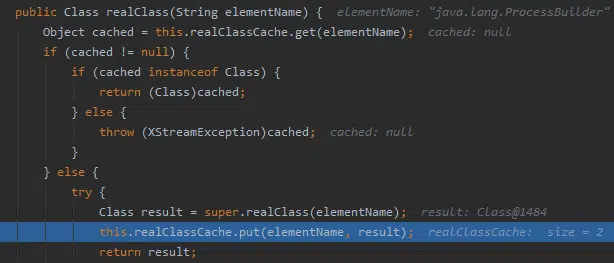 public Class realClass(String elementName) {  elementName: "java.lang.ProcessBuilder"
    Object cached = this.realClassCache.get(elementName);  cached: null
    if (cached != null) {
        if (cached instanceof Class) {
            return (Class)cached;
        } else {
            throw (XStreamException)cached;  cached: null
        }
    } else {
        try {
            Class result = super.realClass(elementName);  result: Class@1484
            this.realClassCache.put(elementName, result);  realClassCache:  size = 2
            return result;